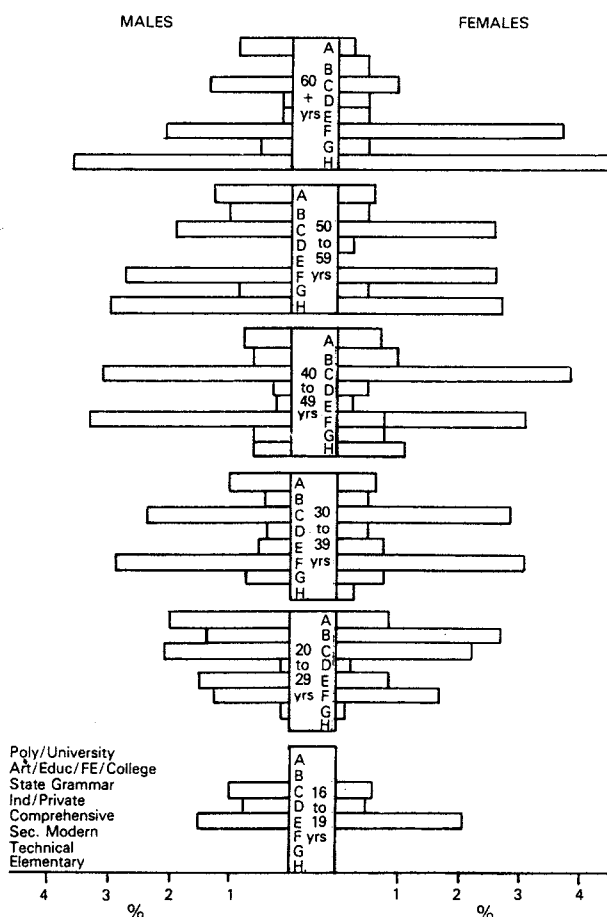 MALES FEMALES
A
B
60 C
+ D
yrs E
F
G
H
A
B
C 50
D to
E 59
F yrs
G
H
A
B
40 C
to D
49 E
yrs F
G
H
A
B
C 30
D to
E 39
F yrs
G
H
A
B
20 C
to D
29 E
yrs F
G
H
A
B
C 16
D to
E 19
F yrs
G
H
Poly/University
Art/Educ/FE/College
State Grammar
Ind/Private
Comprehensive
Sec. Modern
Technical
Elementary
4 3 2 1 1 2 3 4
% %